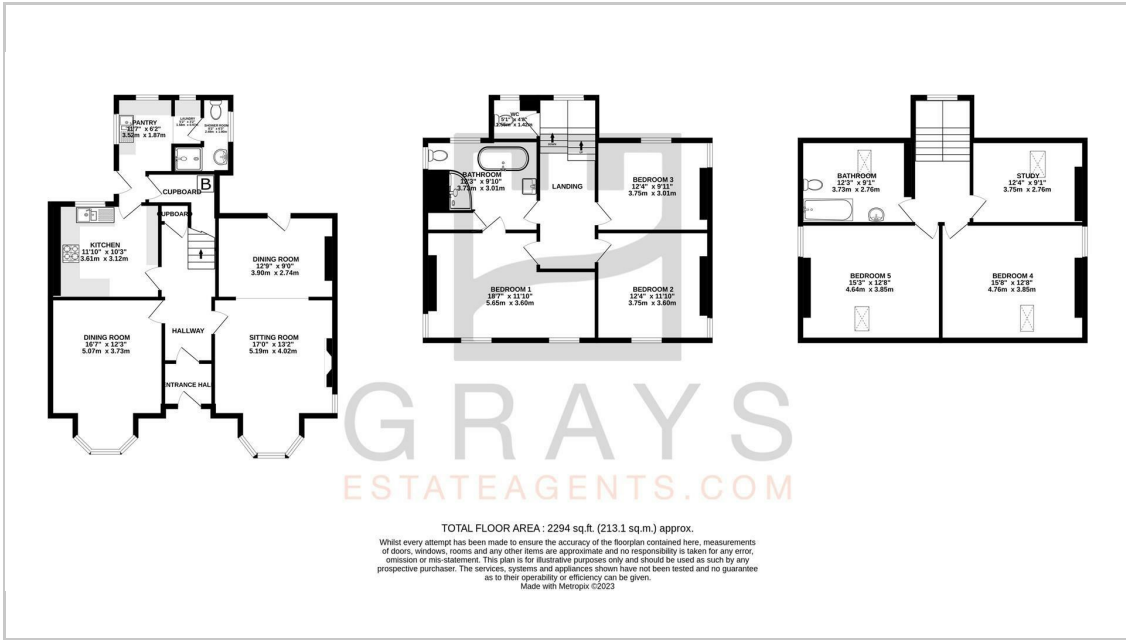 PANTRY
11'7" x 6'2"
3.52m x 1.87m
LAUNDRY
SHOWER ROOM
CUPBOARD
B
CUPBOARD
KITCHEN
11'10" x 10'3"
3.61m x 3.12m
DINING ROOM
12'9" x 9'0"
3.90m x 2.74m
DINING ROOM
16'7" x 12'3"
5.07m x 3.73m
HALLWAY
SITTING ROOM
17'0" x 13'2"
5.19m x 4.02m
ENTRANCE HALL
WC
5'1" x 4'8"
1.42m
DOWN
BATHROOM
12'3" x 9'10"
3.73m x 3.01m
LANDING
BEDROOM 3
12'4" x 9'11"
3.75m x 3.01m
BEDROOM 1
18'7" x 11'10"
5.65m x 3.60m
BEDROOM 2
12'4" x 11'10"
3.75m x 3.60m
BATHROOM
12'3" x 9'1"
3.73m x 2.76m
STUDY
12'4" x 9'1"
3.75m x 2.76m
BEDROOM 5
15'3" x 12'8"
4.64m x 3.85m
BEDROOM 4
15'8" x 12'8"
4.76m x 3.85m
GRAYS
ESTATEAGENTS.COM
TOTAL FLOOR AREA : 2294 sq.ft. (213.1 sq.m.) approx.
Whilst every attempt has been made to ensure the accuracy of the floorplan contained here, measurements
of doors, windows, rooms and any other items are approximate and no responsibility is taken for any error,
omission or mis-statement. This plan is for illustrative purposes only and should be used as such by any
prospective purchaser. The services, systems and appliances shown have not been tested and no guarantee
as to their operability or efficiency can be given.
Made with Metropix ©2023